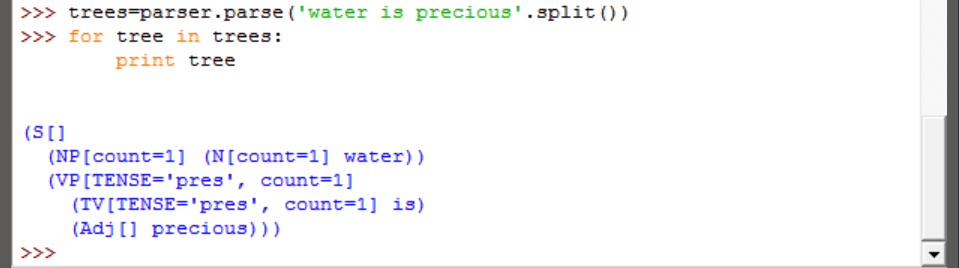 >>> trees=parser.parse('water is precious'.split())
>>> for tree in trees:
        print tree
(S[]
  (NP[count=1] (N[count=1] water))
  (VP[TENSE='pres', count=1]
    (TV[TENSE='pres', count=1] is)
    (Adj[] precious)))
>>>